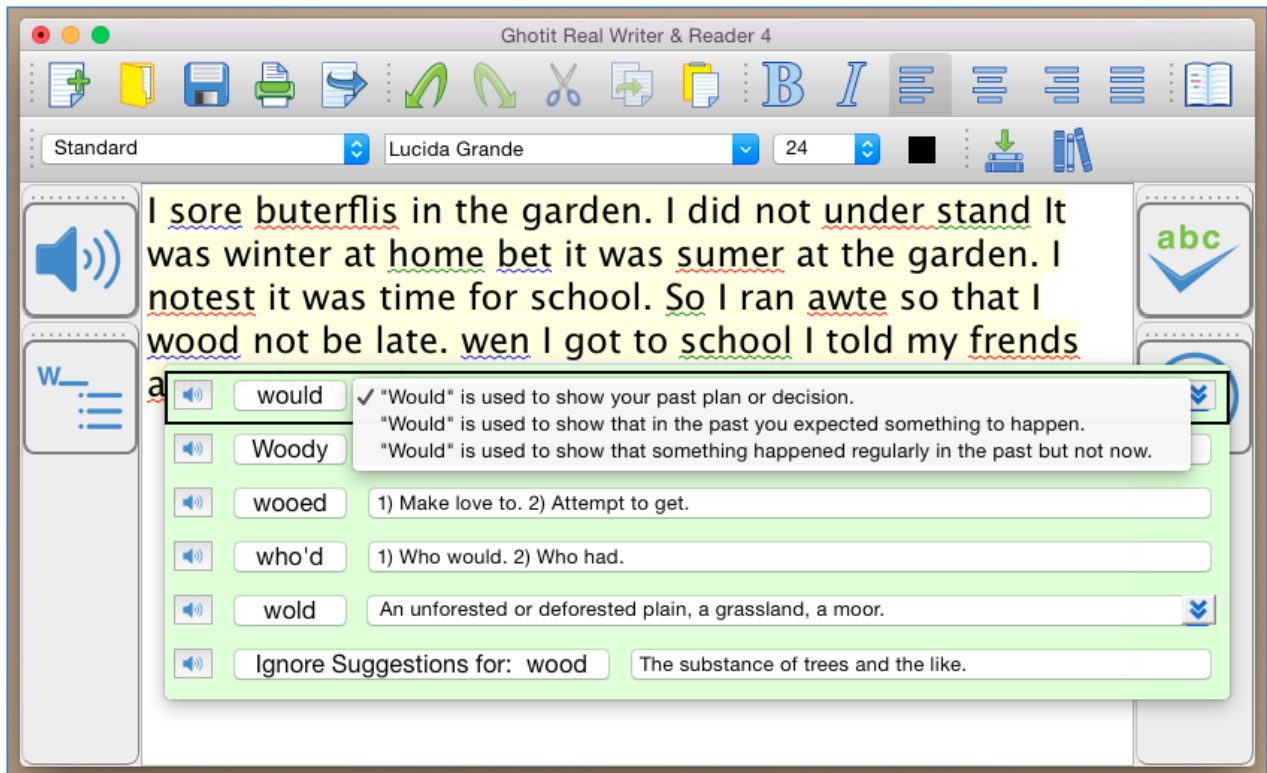 Ghotit Real Writer & Reader 4
B I
Standard Lucida Grande 24
I sore buterflis in the garden. I did not under stand It
was winter at home bet it was sumer at the garden. I
notest it was time for school. So I ran awte so that I
wood not be late. wen I got to school I told my frends
a
abc
W
would ✓ "Would" is used to show your past plan or decision.
"Would" is used to show that in the past you expected something to happen.
"Would" is used to show that something happened regularly in the past but not now.
Woody
wooed 1) Make love to. 2) Attempt to get.
who'd 1) Who would. 2) Who had.
wold An unforested or deforested plain, a grassland, a moor.
Ignore Suggestions for: wood The substance of trees and the like.